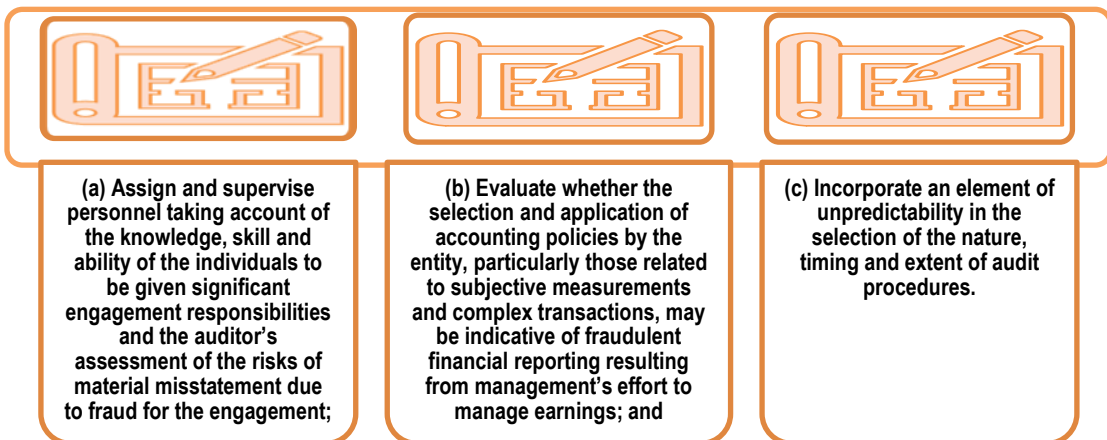 (a) Assign and supervise
personnel taking account of
the knowledge, skill and
ability of the individuals to
be given significant
engagement responsibilities
and the auditor's
assessment of the risks of
material misstatement due
to fraud for the engagement;
(b) Evaluate whether the
selection and application of
accounting policies by the
entity, particularly those related
to subjective measurements
and complex transactions, may
be indicative of fraudulent
financial reporting resulting
from management's effort to
manage earnings; and
(c) Incorporate an element of
unpredictability in the
selection of the nature,
timing and extent of audit
procedures.